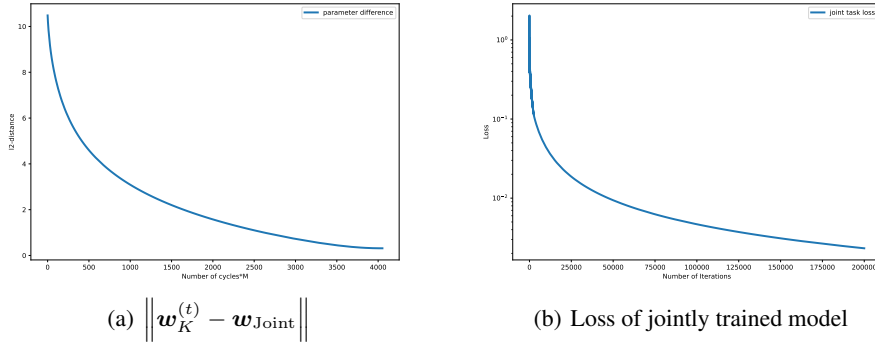 parameter difference
10
8
6
4
2
0
l2-distance
0 500 1000 1500 2000 2500 3000 3500 4000
Number of cycles*M
(a) ‖w_K^{(t)} − w_Joint‖
joint task loss
10^0
10^{-1}
10^{-2}
Loss
0 25000 50000 75000 100000 125000 150000 175000 200000
Number of Iterations
(b) Loss of jointly trained model